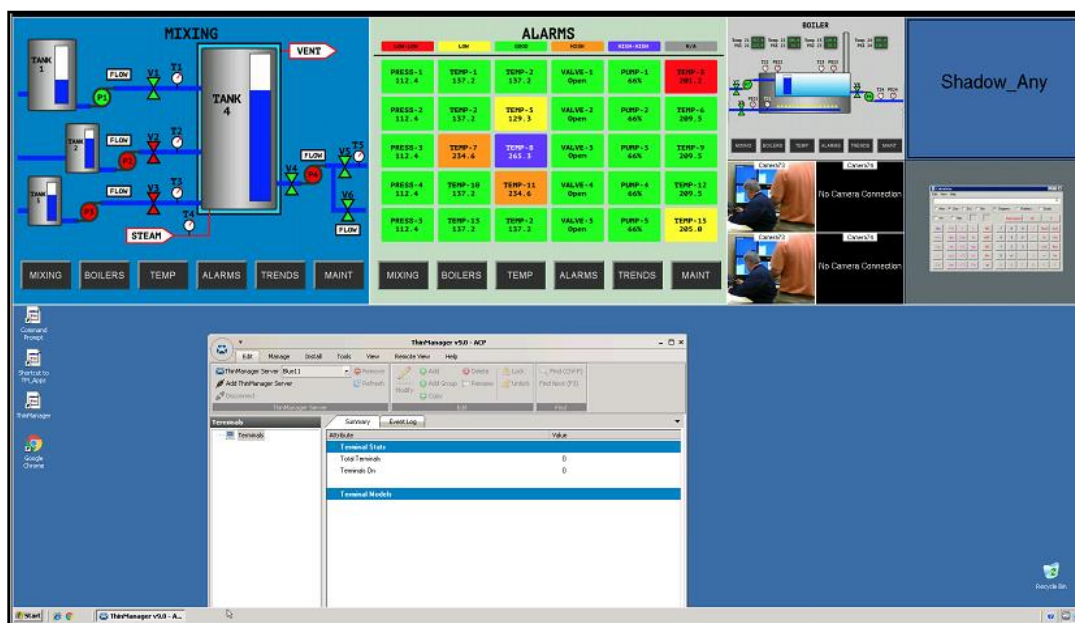 MIXING
VENT
TANK
1
FLOW
V1
T1
P1
TANK
4
TANK
2
FLOW
V2
T2
P2
FLOW
V5
T5
V4
P4
TANK
FLOW
V3
T3
P3
T4
V6
FLOW
STEAM
MIXING
BOILERS
TEMP
ALARMS
TRENDS
MAINT
ALARMS
LOW-LOW
LOW
GOOD
HIGH
HIGH-HIGH
N/A
PRESS-1 TEMP-1 TEMP-2 VALVE-1 PUMP-1
112.4 137.2 137.2 Open 66%
PRESS-2 TEMP-5 VALVE-2 PUMP-2 TEMP-6
112.4 137.2 129.3 Open 66% 209.5
PRESS-3 TEMP-7 TEMP-8 VALVE-3 PUMP-3 TEMP-9
112.4 234.6 265.3 Open 66% 209.5
PRESS-4 TEMP-10 TEMP-11 VALVE-4 PUMP-4 TEMP-12
112.4 137.2 234.6 Open 66% 209.5
PRESS-5 TEMP-13 TEMP-2 VALVE-5 PUMP-5 TEMP-15
112.4 137.2 137.2 Open 66% 205.0
MIXING
BOILERS
TEMP
ALARMS
TRENDS
MAINT
BOILER
MIXING
BOILERS
TEMP
ALARMS
TRENDS
MAINT
Shadow_Any
Camera73
Camera74
No Camera Connection
Camera73
Camera74
No Camera Connection
Command
Prompt
Shortcut to
TM_Apps
ThinManager
Google
Chrome
ThinManager v9.0 - ACP
Edit Manage Install Tools View Remote View Help
ThinManager Server Blue11
Remove
Add ThinManager Server
Refresh
Disconnect
ThinManager Server
Modify
Add
Delete
Lock
Add Group
Rename
Unlock
Copy
Edit
Find (Ctrl+F)
Find Next (F3)
Find
Terminals
Terminals
Summary
Event Log
Attribute
Value
Terminal Stats
Total Terminals 0
Terminals On 0
Terminal Models
Recycle Bin
Start
ThinManager v9.0 - A...